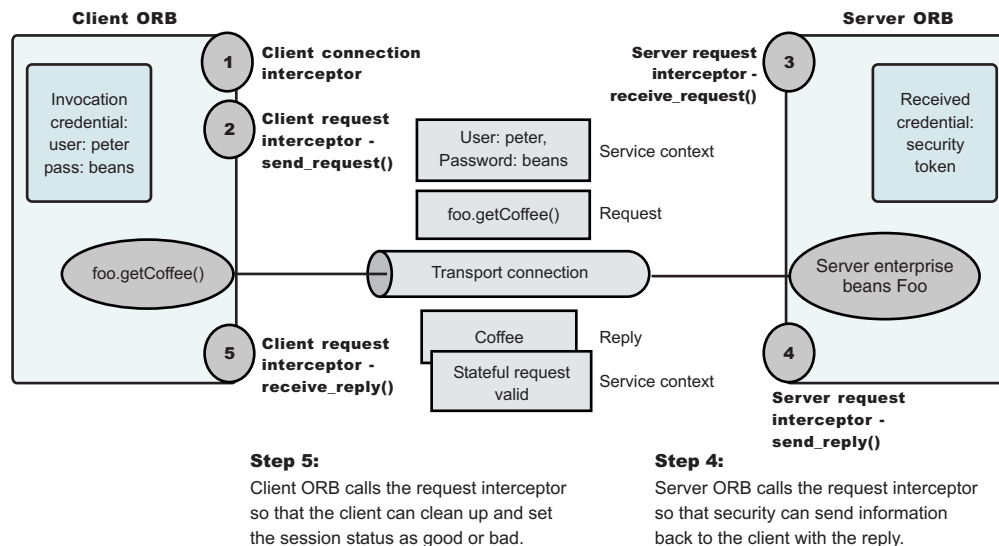 Client ORB
Server ORB
1
Client connection
interceptor
Server request
interceptor -
receive_request()
3
Invocation
credential:
user: peter
pass: beans
2
Client request
interceptor -
send_request()
User: peter,
Password: beans
Service context
Received
credential:
security
token
foo.getCoffee()
Request
foo.getCoffee()
Transport connection
Server enterprise
beans Foo
5
Client request
interceptor -
receive_reply()
Coffee
Reply
Stateful request
valid
Service context
4
Server request
interceptor -
send_reply()
Step 5:
Client ORB calls the request interceptor
so that the client can clean up and set
the session status as good or bad.
Step 4:
Server ORB calls the request interceptor
so that security can send information
back to the client with the reply.